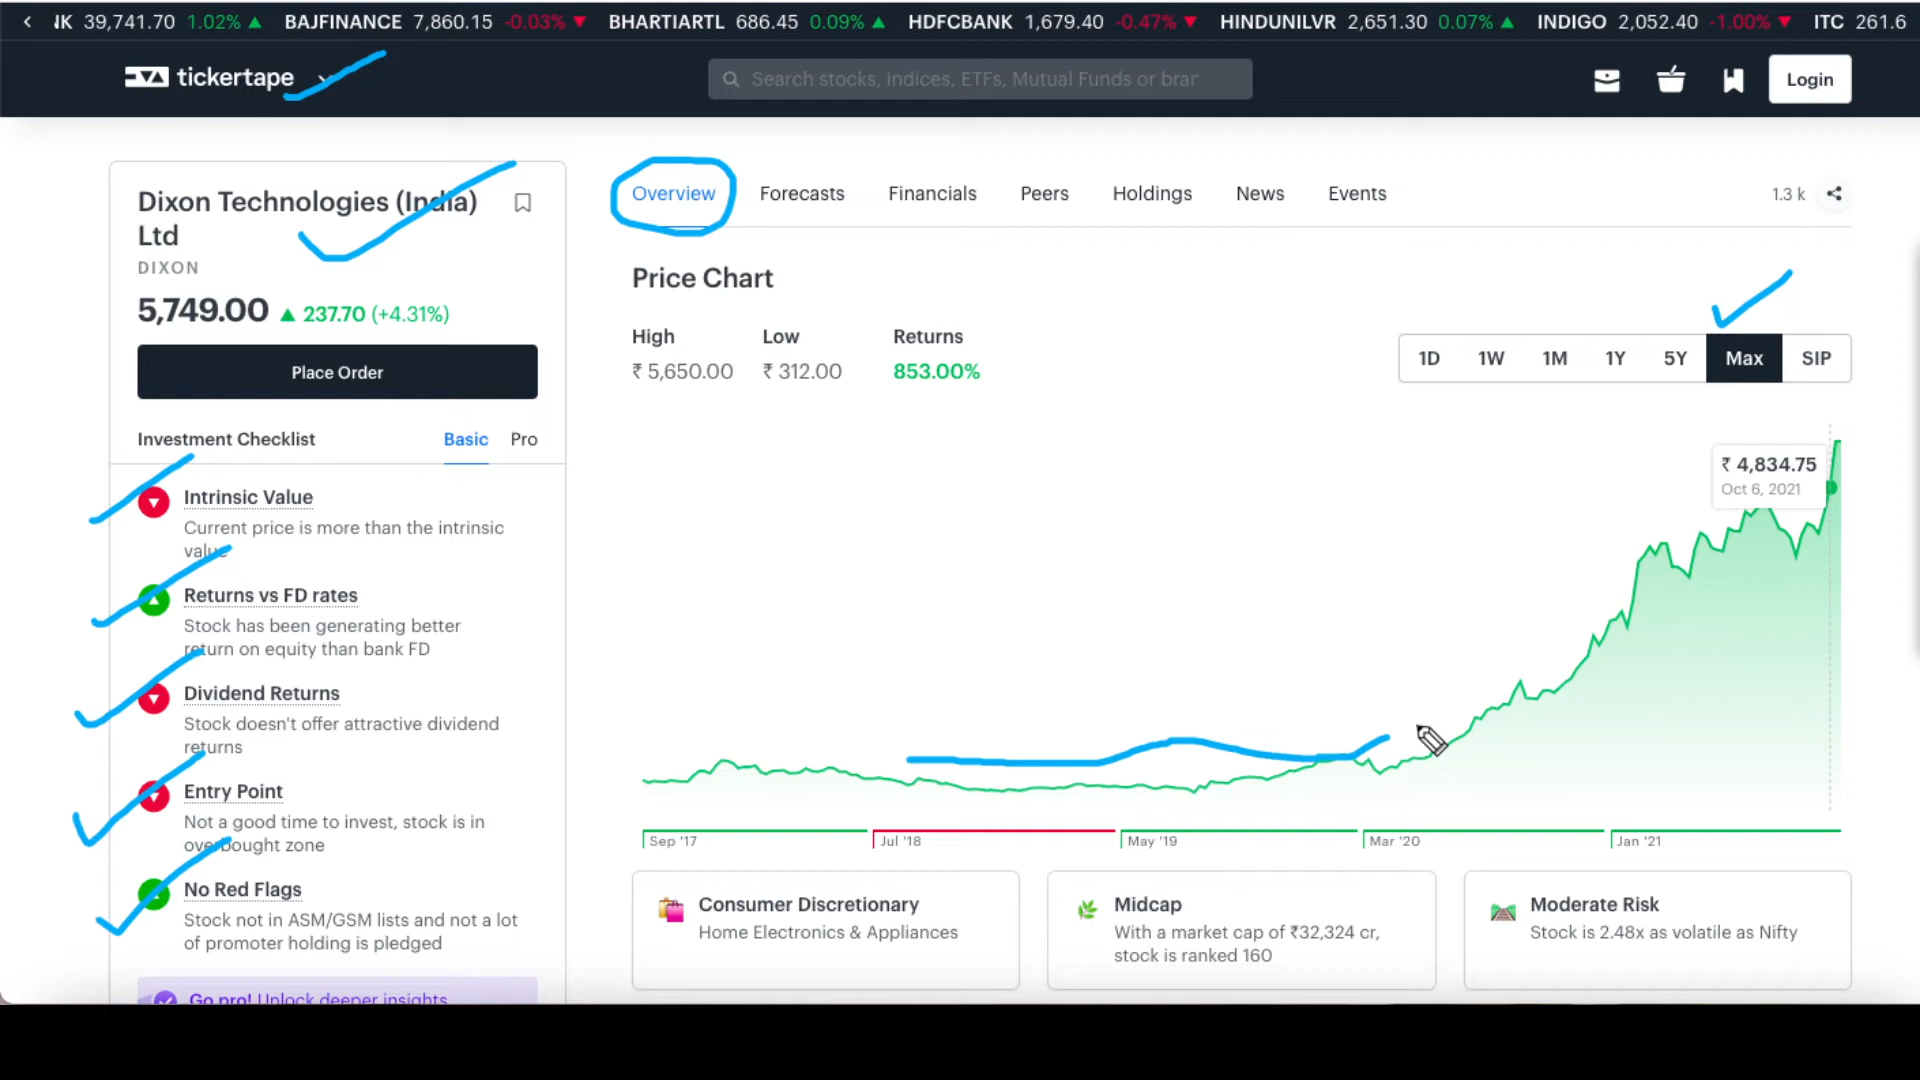 IK 39,741.70 1.02% BAJFINANCE 7,860.15 -0.03% BHARTIARTL 686.45 0.09% HDFCBANK 1,679.40 -0.47% HINDUNILVR 2,651.30 0.07% INDIGO 2,052.40 -1.00% ITC 261.6
tickertape
Search stocks, indices, ETFs, Mutual Funds or brar
Login
Dixon Technologies (India)
Ltd
DIXON
5,749.00 237.70 (+4.31%)
Place Order
Investment Checklist Basic Pro
Intrinsic Value
Current price is more than the intrinsic
value
Returns vs FD rates
Stock has been generating better
return on equity than bank FD
Dividend Returns
Stock doesn't offer attractive dividend
returns
Entry Point
Not a good time to invest, stock is in
overbought zone
No Red Flags
Stock not in ASM/GSM lists and not a lot
of promoter holding is pledged
Go pro! Unlock deeper insights
Overview Forecasts Financials Peers Holdings News Events 1.3 k
Price Chart
High Low Returns
₹ 5,650.00 ₹ 312.00 853.00%
1D 1W 1M 1Y 5Y Max SIP
₹ 4,834.75
Oct 6, 2021
Sep '17 Jul '18 May '19 Mar '20 Jan '21
Consumer Discretionary
Home Electronics & Appliances
Midcap
With a market cap of ₹32,324 cr,
stock is ranked 160
Moderate Risk
Stock is 2.48x as volatile as Nifty